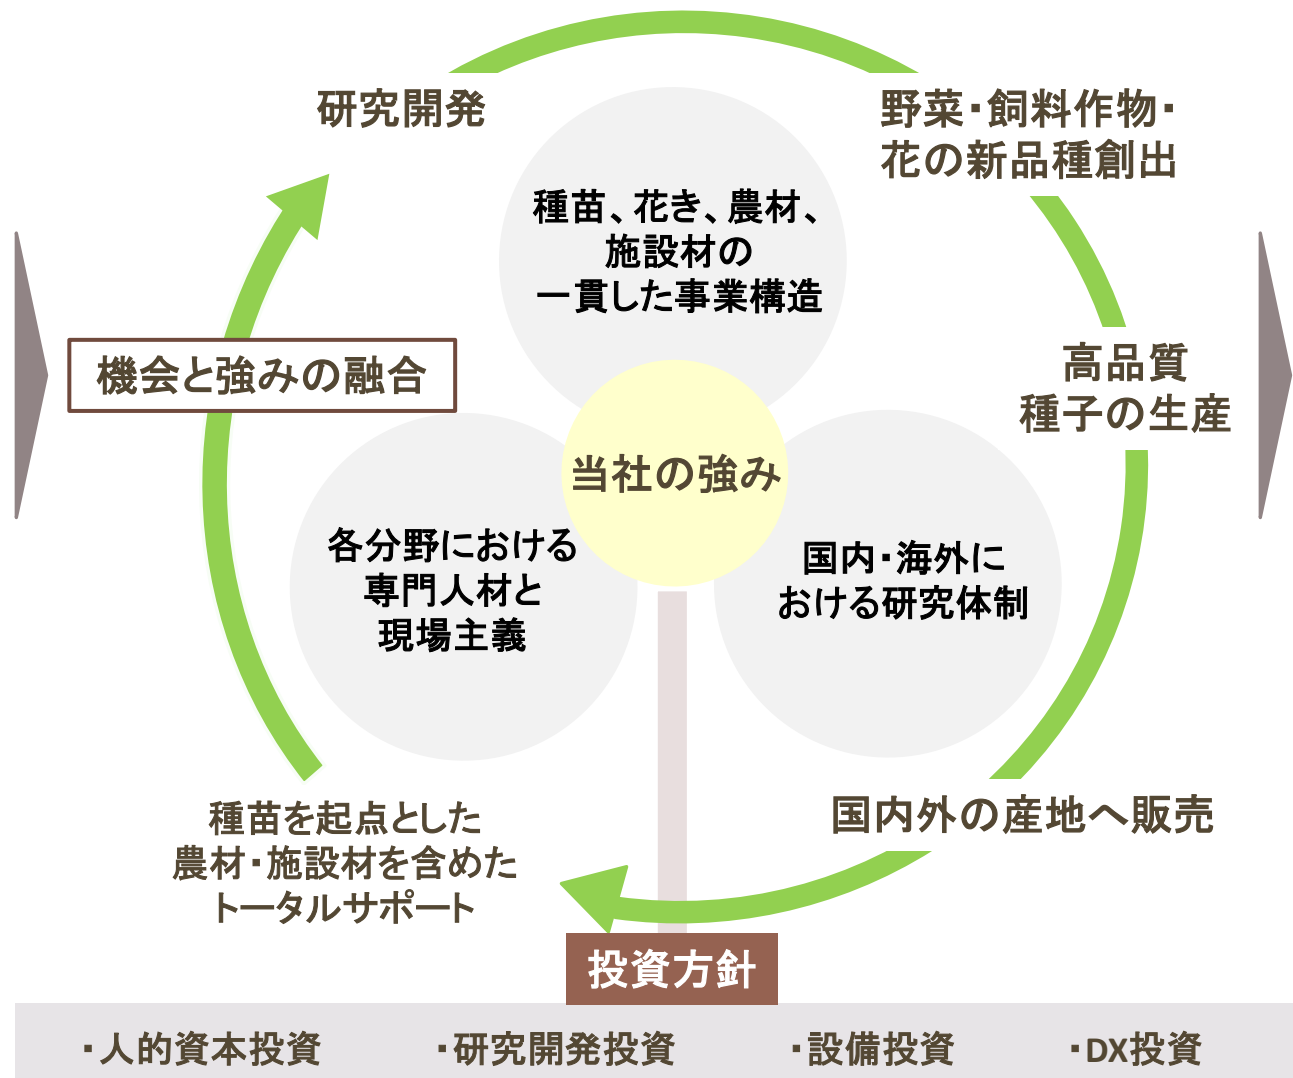 研究開発
野菜・飼料作物・
花の新品種創出
種苗、花き、農材、
施設材の
一貫した事業構造
機会と強みの融合
高品質
種子の生産
当社の強み
各分野における
専門人材と
現場主義
国内・海外に
おける研究体制
種苗を起点とした
農材・施設材を含めた
トータルサポート
国内外の産地へ販売
投資方針
・人的資本投資
・研究開発投資
・設備投資
・DX投資